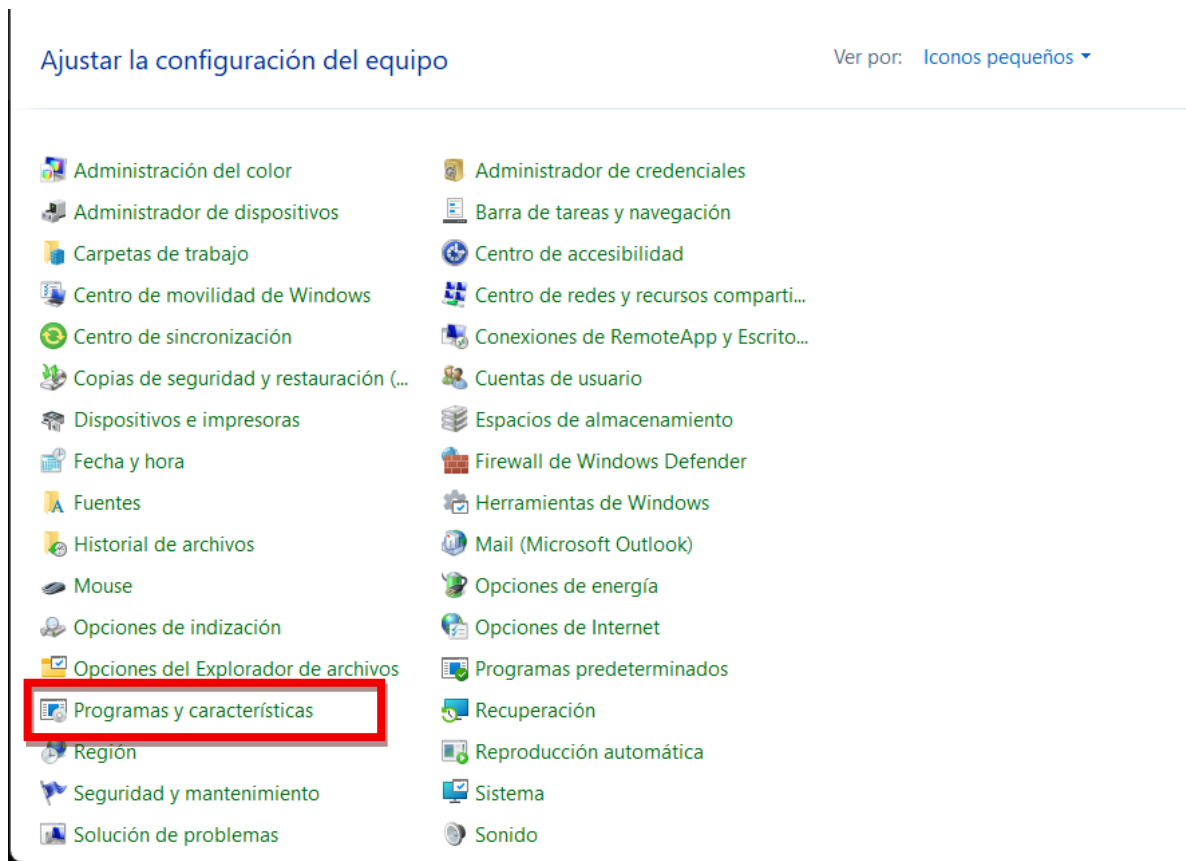 Ajustar la configuración del equipo
Ver por: Iconos pequeños
Administración del color
Administrador de credenciales
Administrador de dispositivos
Barra de tareas y navegación
Carpetas de trabajo
Centro de accesibilidad
Centro de movilidad de Windows
Centro de redes y recursos comparti...
Centro de sincronización
Conexiones de RemoteApp y Escrito...
Copias de seguridad y restauración (...
Cuentas de usuario
Dispositivos e impresoras
Espacios de almacenamiento
Fecha y hora
Firewall de Windows Defender
Fuentes
Herramientas de Windows
Historial de archivos
Mail (Microsoft Outlook)
Mouse
Opciones de energía
Opciones de indización
Opciones de Internet
Opciones del Explorador de archivos
Programas predeterminados
Programas y características
Recuperación
Región
Reproducción automática
Seguridad y mantenimiento
Sistema
Solución de problemas
Sonido